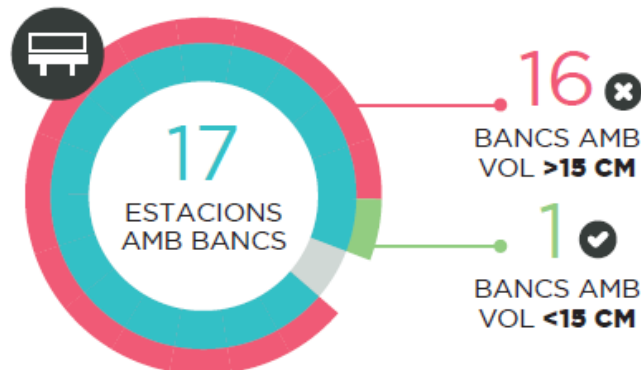 17
ESTACIONS
AMB BANCS
16
BANCS AMB
VOL >15 CM
1
BANCS AMB
VOL <15 CM